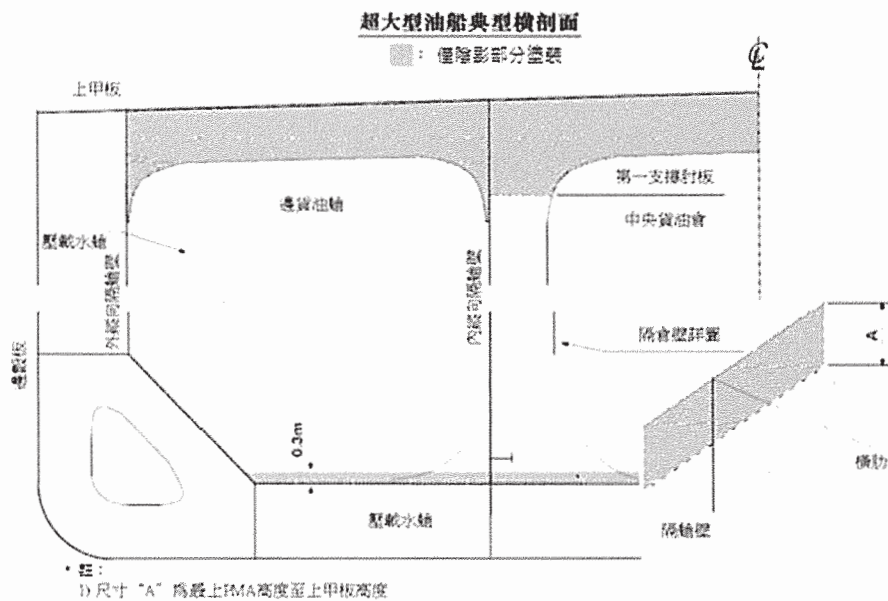 超大型油船典型橫剖面
：僅陰影部分塗裝
℄
上甲板
第一支撐肘板
邊貨油艙
中央貨油倉
壓載水艙
外縱向隔艙壁
內縱向隔艙壁
隔倉壁詳圖
A
邊殼板
0.3m
橫肋
壓載水艙
隔艙壁
* 註：
1) 尺寸“A”為最上PMA高度至上甲板高度